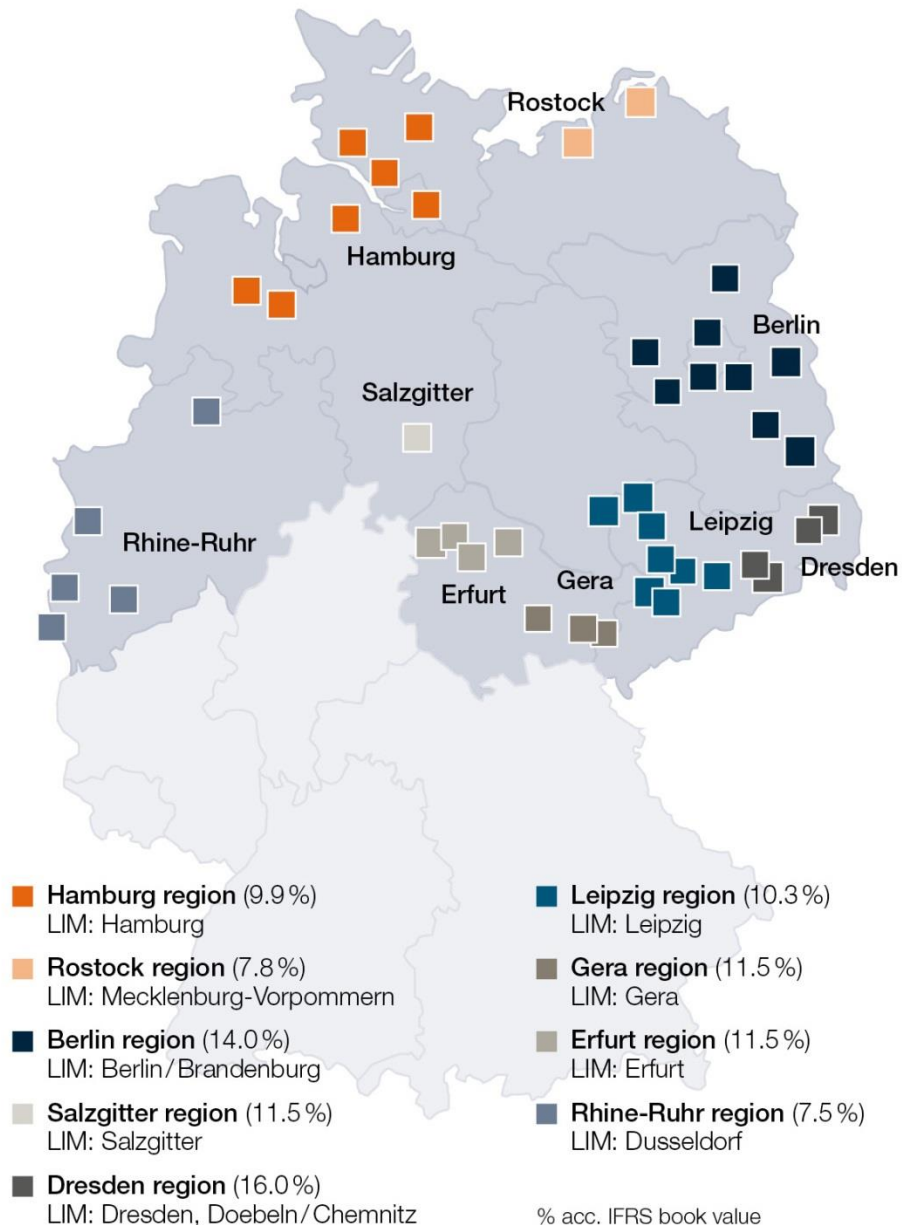 Rostock
Hamburg
Berlin
Salzgitter
Rhine-Ruhr
Leipzig
Dresden
Erfurt
Gera
Hamburg region (9.9 %)
LIM: Hamburg
Rostock region (7.8 %)
LIM: Mecklenburg-Vorpommern
Berlin region (14.0 %)
LIM: Berlin/Brandenburg
Salzgitter region (11.5 %)
LIM: Salzgitter
Dresden region (16.0 %)
LIM: Dresden, Doebeln/Chemnitz
Leipzig region (10.3 %)
LIM: Leipzig
Gera region (11.5 %)
LIM: Gera
Erfurt region (11.5 %)
LIM: Erfurt
Rhine-Ruhr region (7.5 %)
LIM: Dusseldorf
% acc. IFRS book value